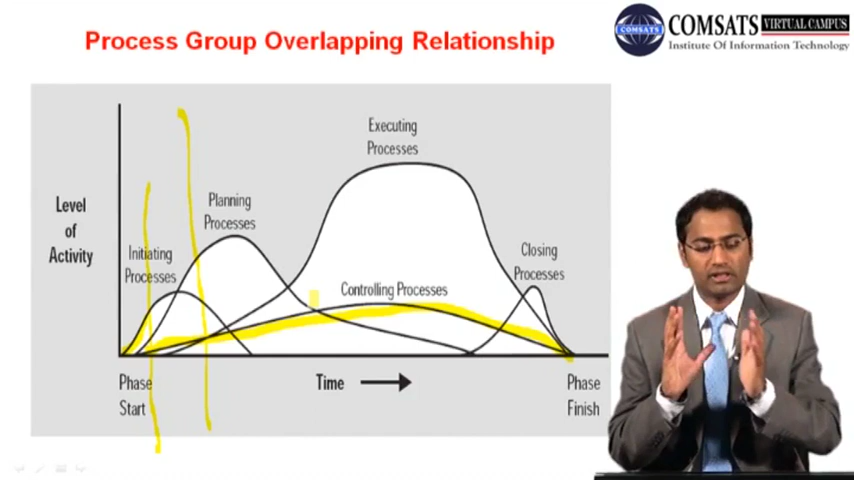 Process Group Overlapping Relationship
COMSATS
COMSATS VIRTUAL CAMPUS
Institute Of Information Technology
Executing
Processes
Level
of
Activity
Planning
Processes
Initiating
Processes
Closing
Processes
Controlling Processes
Phase
Start
Time
Phase
Finish